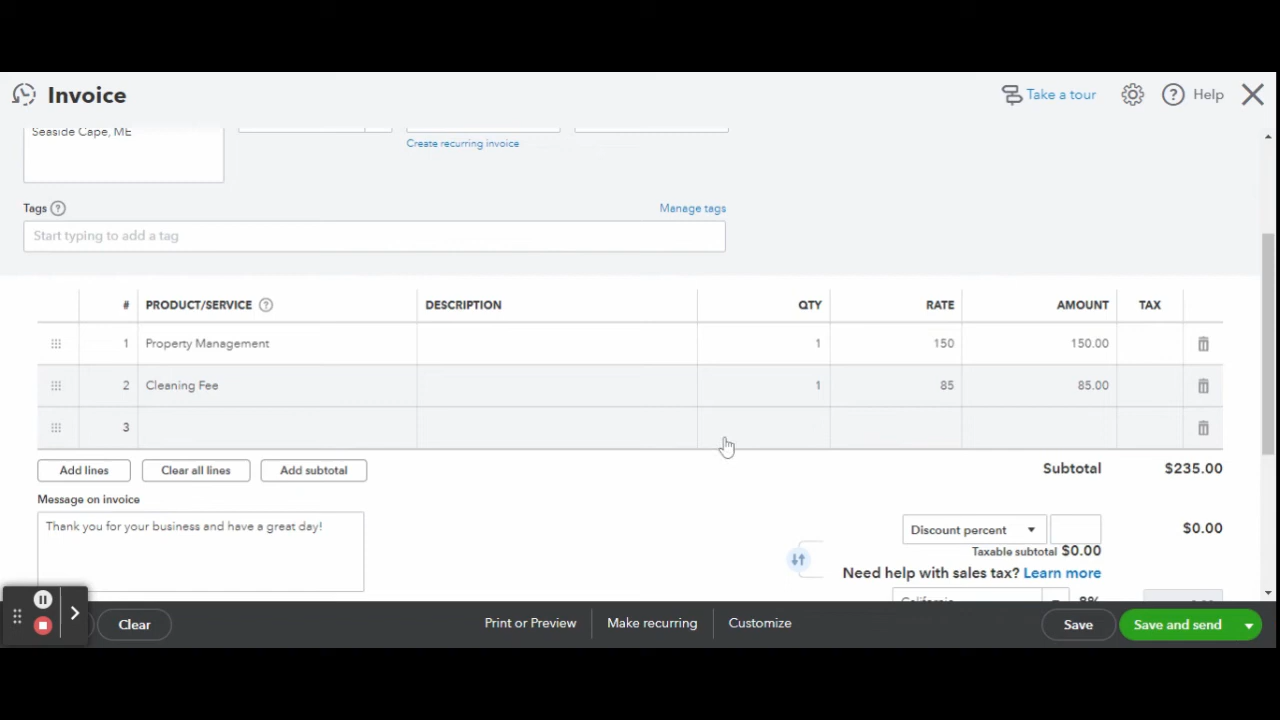 Invoice
Take a tour
? Help
Seaside Cape, ME
Create recurring invoice
Tags ?
Manage tags
Start typing to add a tag
# PRODUCT/SERVICE ? DESCRIPTION QTY RATE AMOUNT TAX
1 Property Management 1 150 150.00
2 Cleaning Fee 1 85 85.00
3
Add lines Clear all lines Add subtotal
Subtotal $235.00
Message on invoice
Thank you for your business and have a great day!
Discount percent $0.00
Taxable subtotal $0.00
Need help with sales tax? Learn more
California 8%
Clear Print or Preview Make recurring Customize Save Save and send